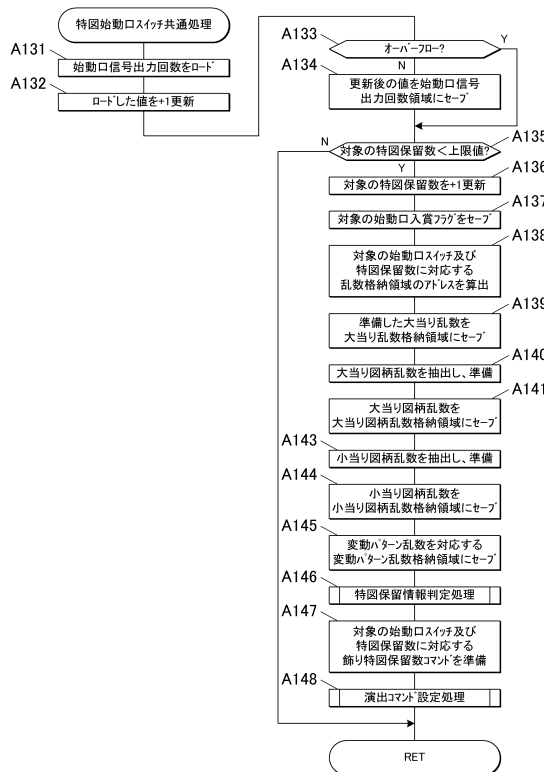 特図始動口スイッチ共通処理
A131
始動口信号出力回数をロード
A132
ロードした値を+1更新
A133
オーバーフロー?
Y
N
A134
更新後の値を始動口信号
出力回数領域にセーブ
A135
対象の特図保留数<上限値?
N
Y
A136
対象の特図保留数を+1更新
A137
対象の始動口入賞フラグをセーブ
A138
対象の始動口スイッチ及び
特図保留数に対応する
乱数格納領域のアドレスを算出
A139
準備した大当り乱数を
大当り乱数格納領域にセーブ
A140
大当り図柄乱数を抽出し、準備
A141
大当り図柄乱数を
大当り図柄乱数格納領域にセーブ
A143
小当り図柄乱数を抽出し、準備
A144
小当り図柄乱数を
小当り図柄乱数格納領域にセーブ
A145
変動パターン乱数を対応する
変動パターン乱数格納領域にセーブ
A146
特図保留情報判定処理
A147
対象の始動口スイッチ及び
特図保留数に対応する
飾り特図保留数コマンドを準備
A148
演出コマンド設定処理
RET